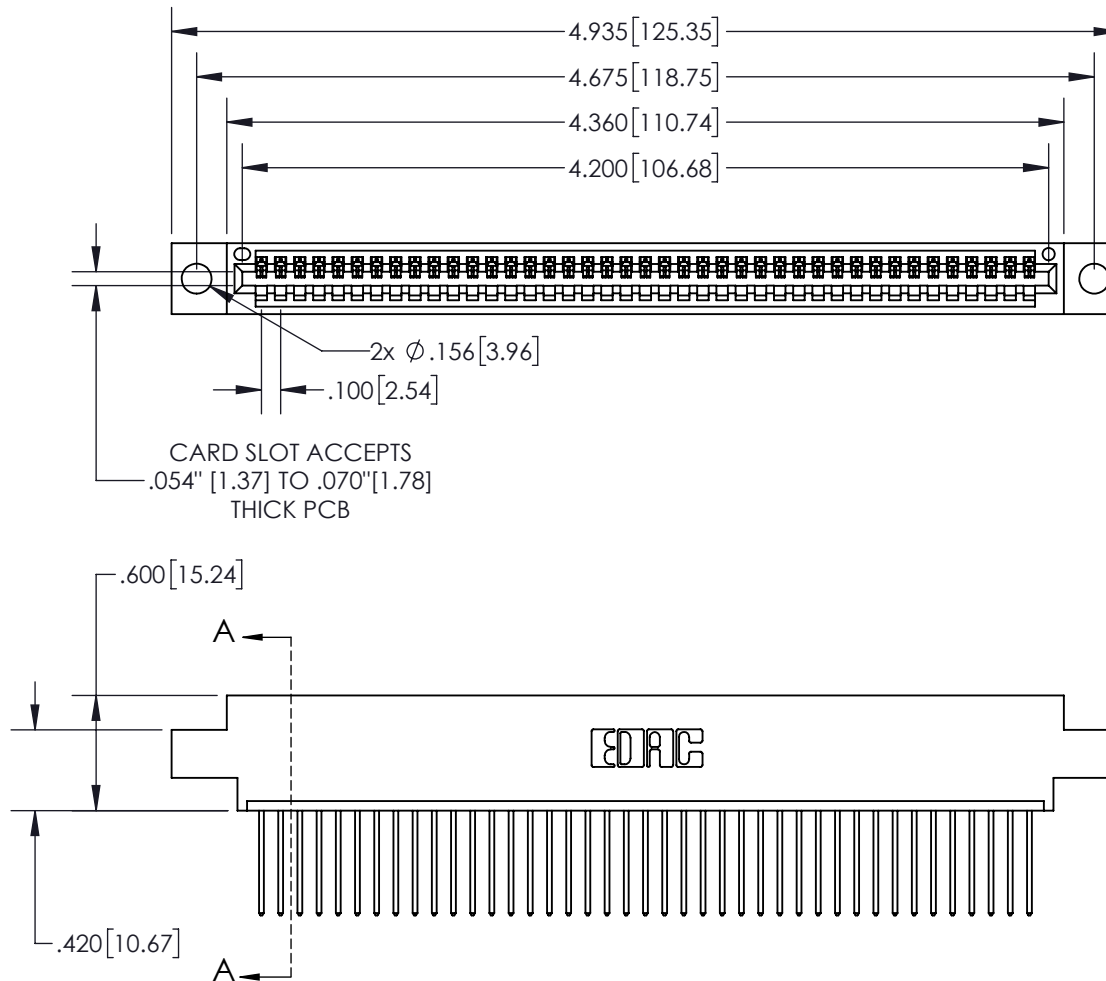 4.935[125.35]
4.675[118.75]
4.360[110.74]
4.200[106.68]
2x ∅.156[3.96]
.100[2.54]
CARD SLOT ACCEPTS
.054" [1.37] TO .070"[1.78]
THICK PCB
.600[15.24]
A
EDAC
.420[10.67]
A